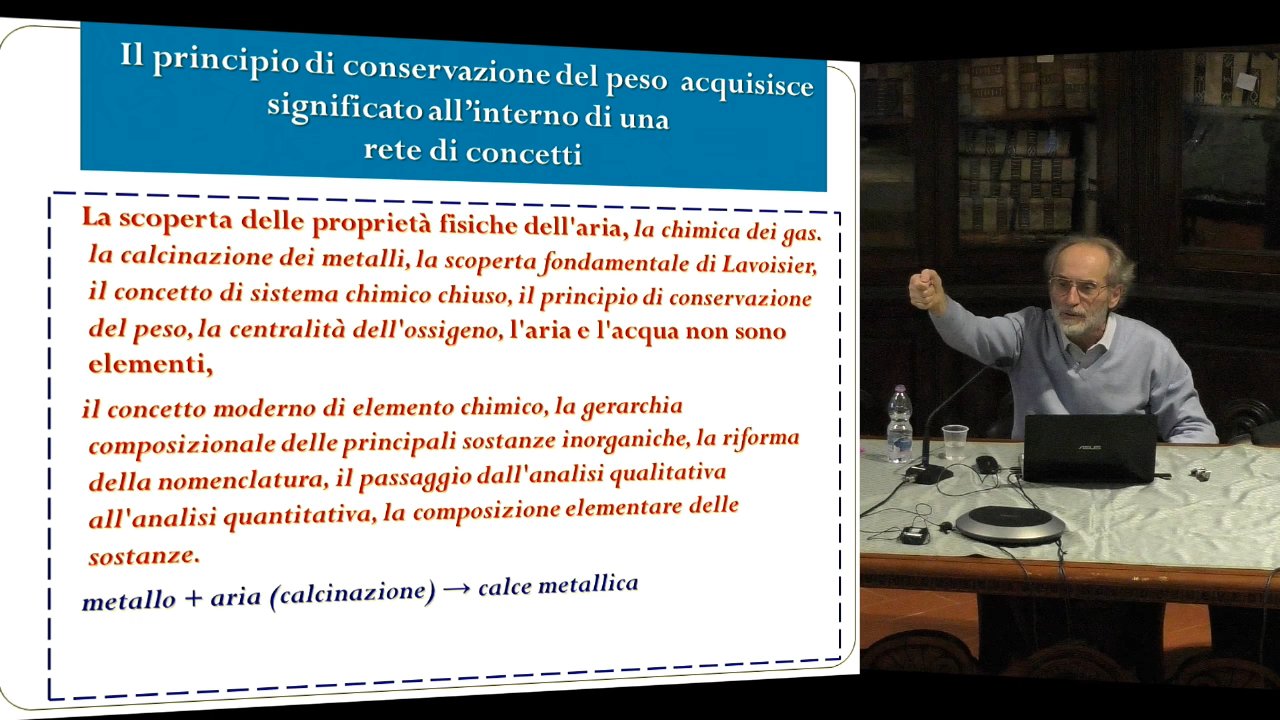 Il principio di conservazione del peso acquisisce
significato all’interno di una
rete di concetti
La scoperta delle proprietà fisiche dell'aria, la chimica dei gas.
la calcinazione dei metalli, la scoperta fondamentale di Lavoisier,
il concetto di sistema chimico chiuso, il principio di conservazione
del peso, la centralità dell'ossigeno, l'aria e l'acqua non sono
elementi,
il concetto moderno di elemento chimico, la gerarchia
composizionale delle principali sostanze inorganiche, la riforma
della nomenclatura, il passaggio dall'analisi qualitativa
all'analisi quantitativa, la composizione elementare delle
sostanze.
metallo + aria (calcinazione) → calce metallica
ASUS